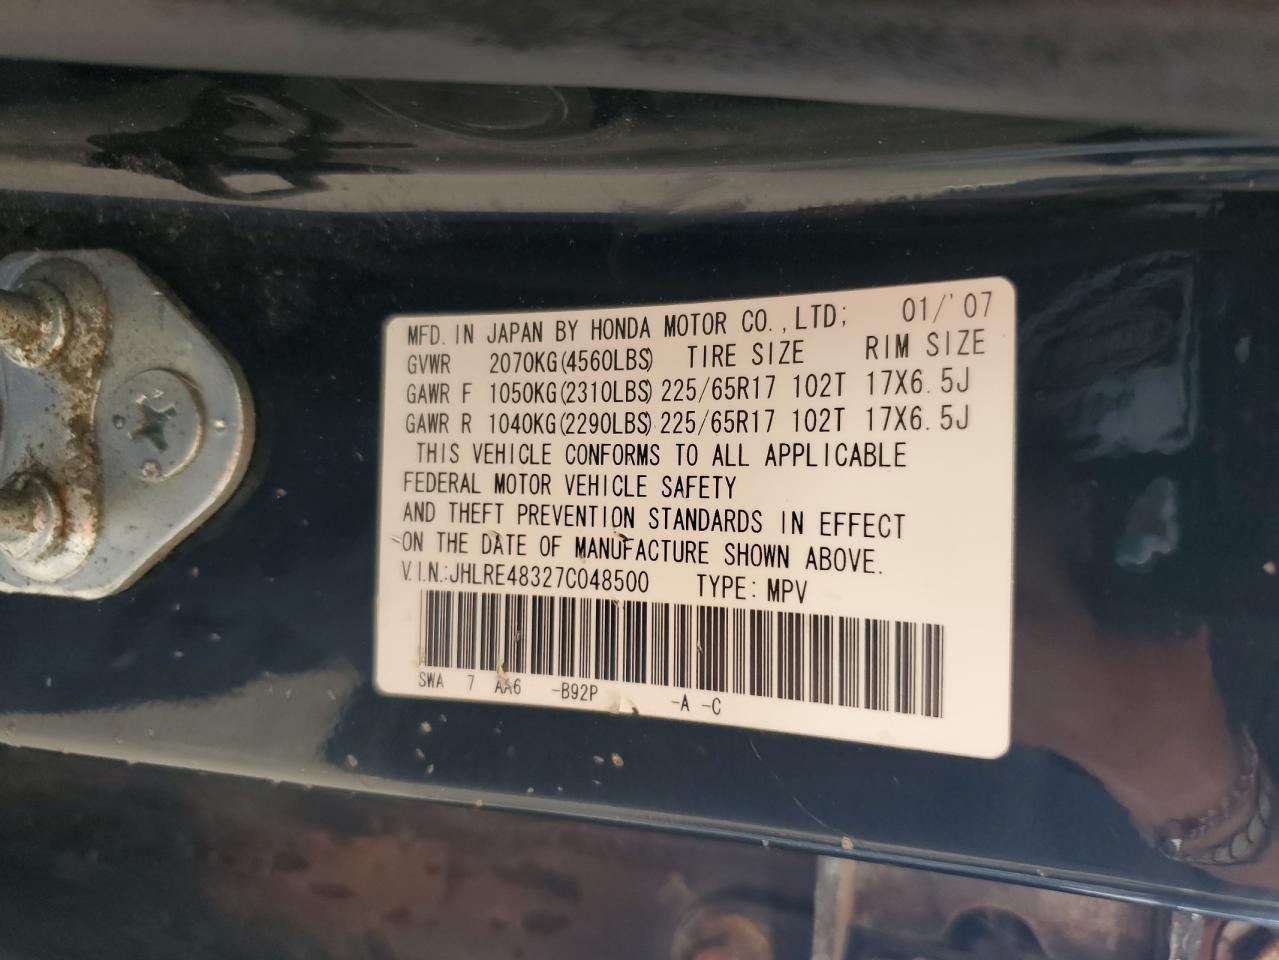 MFD. IN JAPAN BY HONDA MOTOR CO., LTD; 01/'07
GVWR 2070KG(4560LBS) TIRE SIZE RIM SIZE
GAWR F 1050KG(2310LBS) 225/65R17 102T 17X6.5J
GAWR R 1040KG(2290LBS) 225/65R17 102T 17X6.5J
THIS VEHICLE CONFORMS TO ALL APPLICABLE
FEDERAL MOTOR VEHICLE SAFETY
AND THEFT PREVENTION STANDARDS IN EFFECT
ON THE DATE OF MANUFACTURE SHOWN ABOVE.
V.I.N.:JHLRE48327C048500 TYPE: MPV
SWA 7 AA6 -B92P -A -C